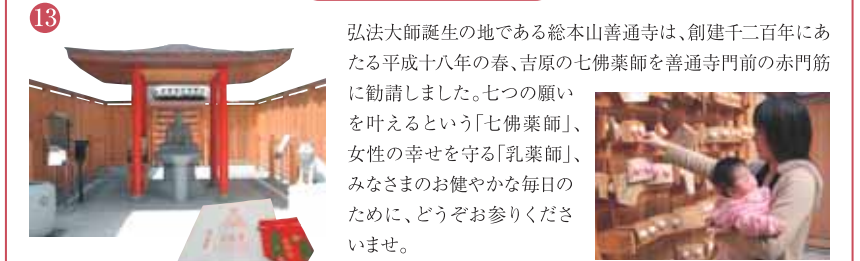 13
弘法大師誕生の地である総本山善通寺は、創建千二百年にあ
たる平成十八年の春、吉原の七佛薬師を善通寺門前の赤門筋
に勧請しました。七つの願い
を叶えるという「七佛薬師」、
女性の幸せを守る「乳薬師」、
みなさまのお健やかな毎日の
ために、どうぞお参りくださ
いませ。